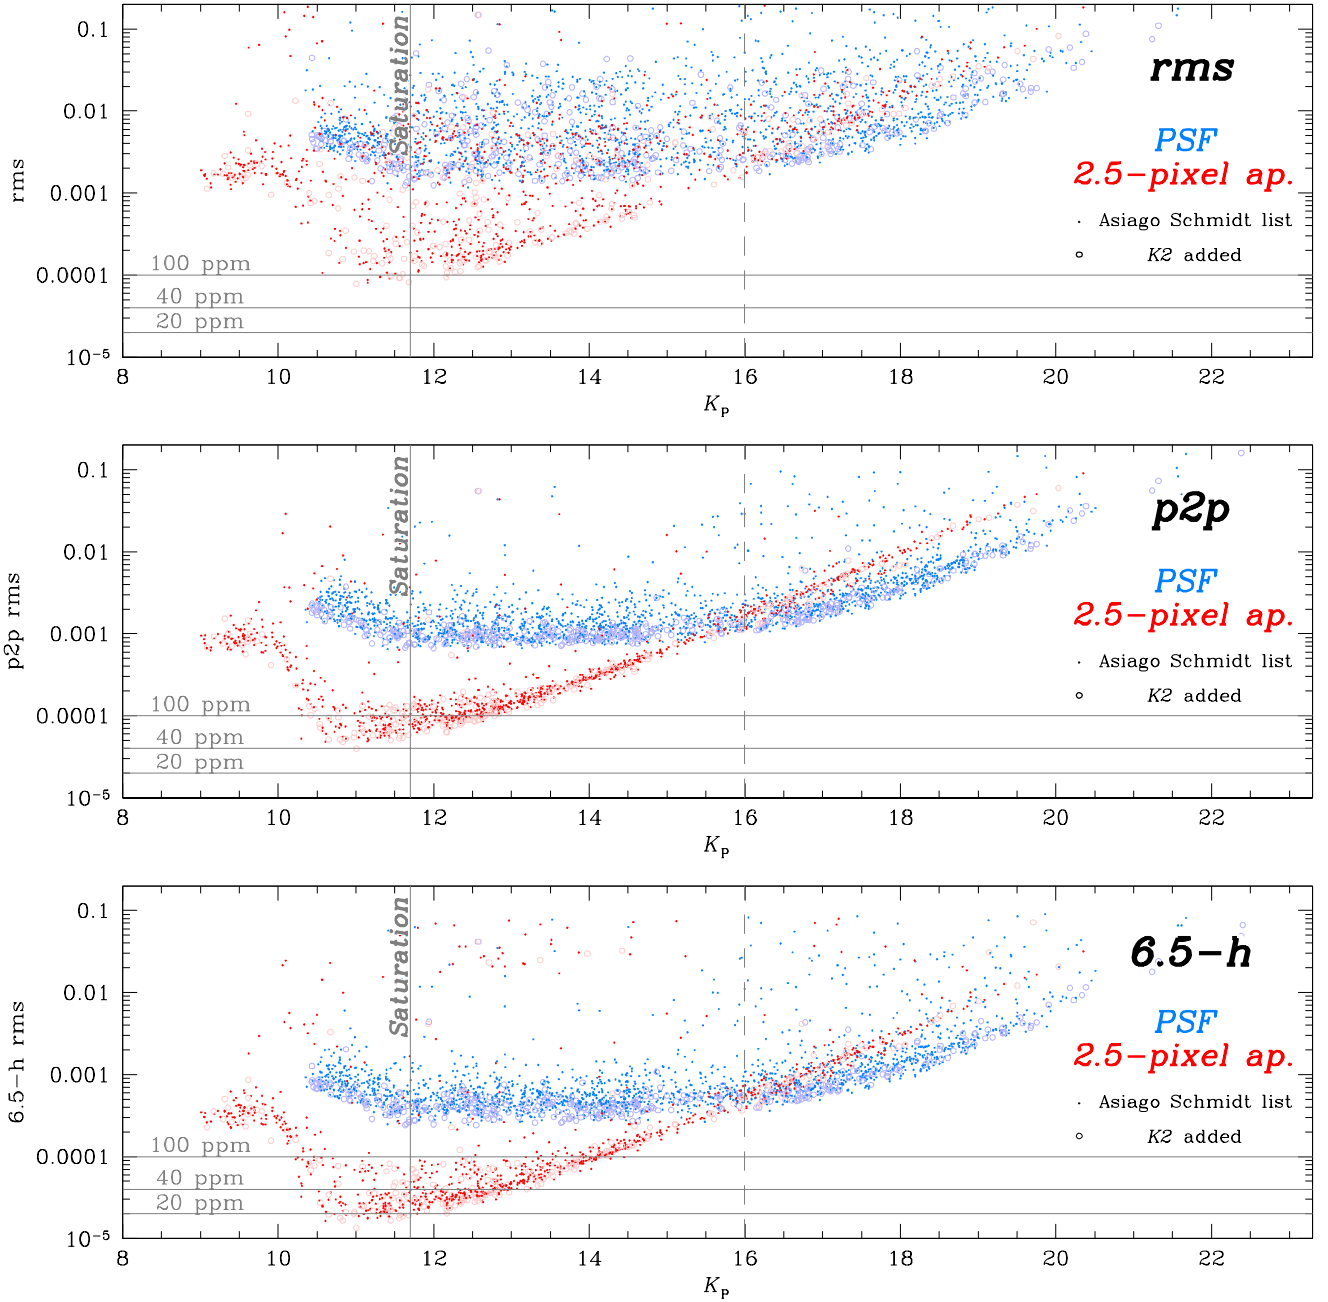 0.1
0.01
0.001
0.0001
10−5
rms
Saturation
rms
PSF
2.5−pixel ap.
Asiago Schmidt list
K2 added
100 ppm
40 ppm
20 ppm
8 10 12 14 16 18 20 22
KP
0.1
0.01
0.001
0.0001
10−5
p2p rms
Saturation
p2p
PSF
2.5−pixel ap.
Asiago Schmidt list
K2 added
100 ppm
40 ppm
20 ppm
8 10 12 14 16 18 20 22
KP
0.1
0.01
0.001
0.0001
10−5
6.5−h rms
Saturation
6.5−h
PSF
2.5−pixel ap.
Asiago Schmidt list
K2 added
100 ppm
40 ppm
20 ppm
8 10 12 14 16 18 20 22
KP